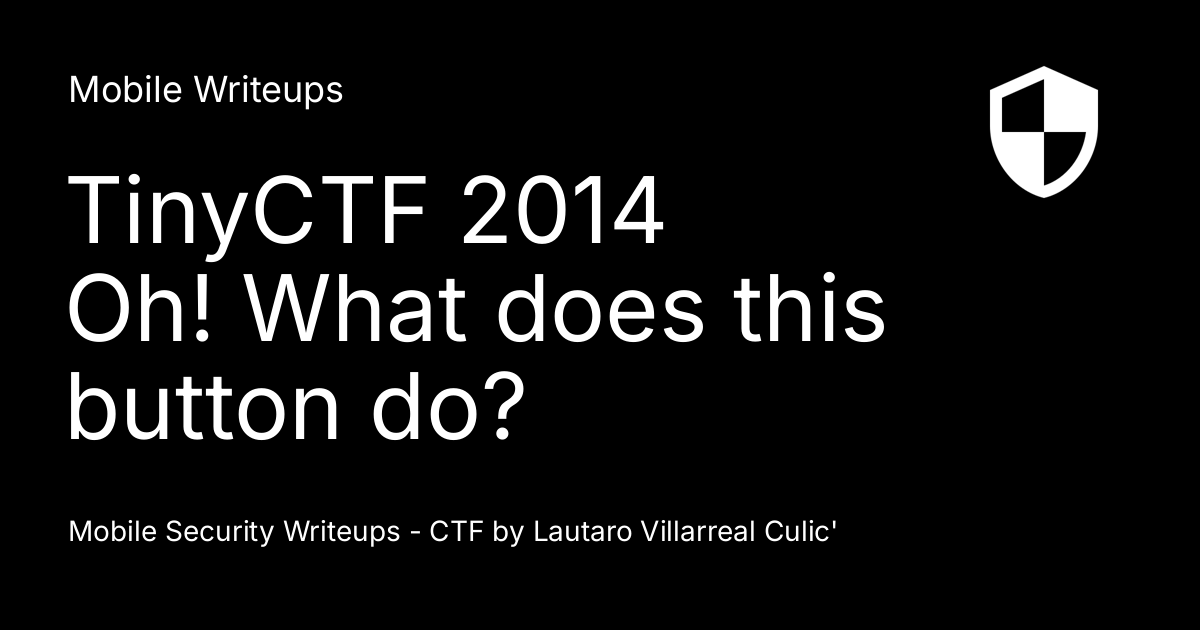 Mobile Writeups
TinyCTF 2014
Oh! What does this
button do?
Mobile Security Writeups - CTF by Lautaro Villarreal Culic'